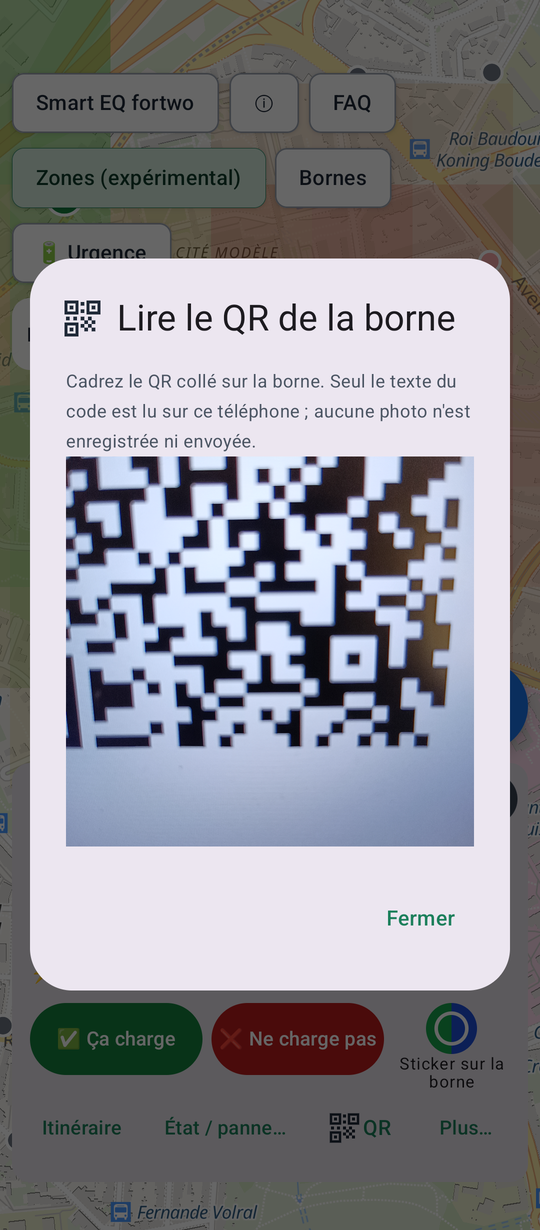 Smart EQ fortwo
FAQ
Roi Baudou
Koning Boude
Zones (expérimental)
Bornes
Urgence
CITÉ MODÈLE
Lire le QR de la borne
Cadrez le QR collé sur la borne. Seul le texte du
code est lu sur ce téléphone ; aucune photo n'est
enregistrée ni envoyée.
Fermer
✅ Ça charge
❌ Ne charge pas
Sticker sur la
borne
Itinéraire
État / panne…
QR
Plus…
Fernande Volral